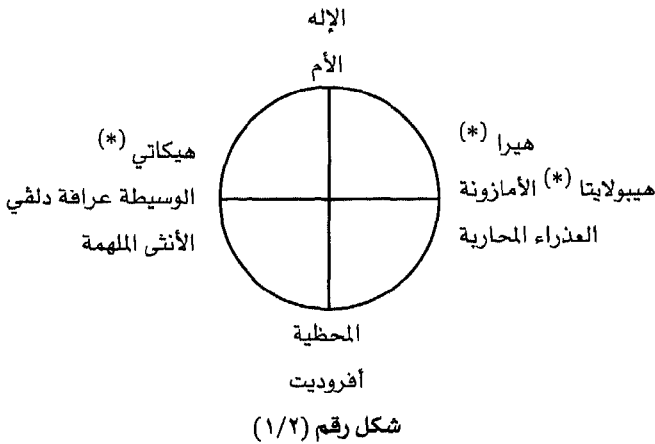 الإله
الأم
هيرا (*)
هيبولايتا (*) الأمازونة
العذراء المحاربة
هيكاتي (*)
الوسيطة عرافة دلفي
الأنثى الملهمة
المحظية
أفروديت
شكل رقم (١/٢)